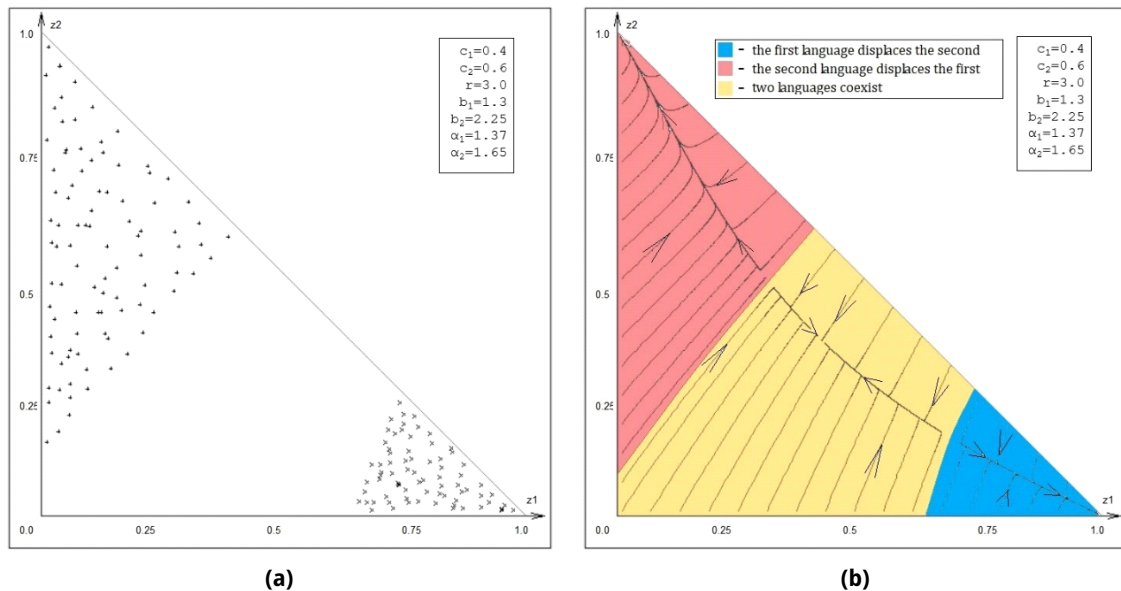 z2
1.0
0.75
0.5
0.25
0.0
0.25
0.5
0.75
1.0
z1
c₁=0.4
c₂=0.6
r=3.0
b₁=1.3
b₂=2.25
α₁=1.37
α₂=1.65
(a)
z2
1.0
0.75
0.5
0.25
0.0
0.25
0.5
0.75
1.0
z1
- the first language displaces the second
- the second language displaces the first
- two languages coexist
c₁=0.4
c₂=0.6
r=3.0
b₁=1.3
b₂=2.25
α₁=1.37
α₂=1.65
(b)